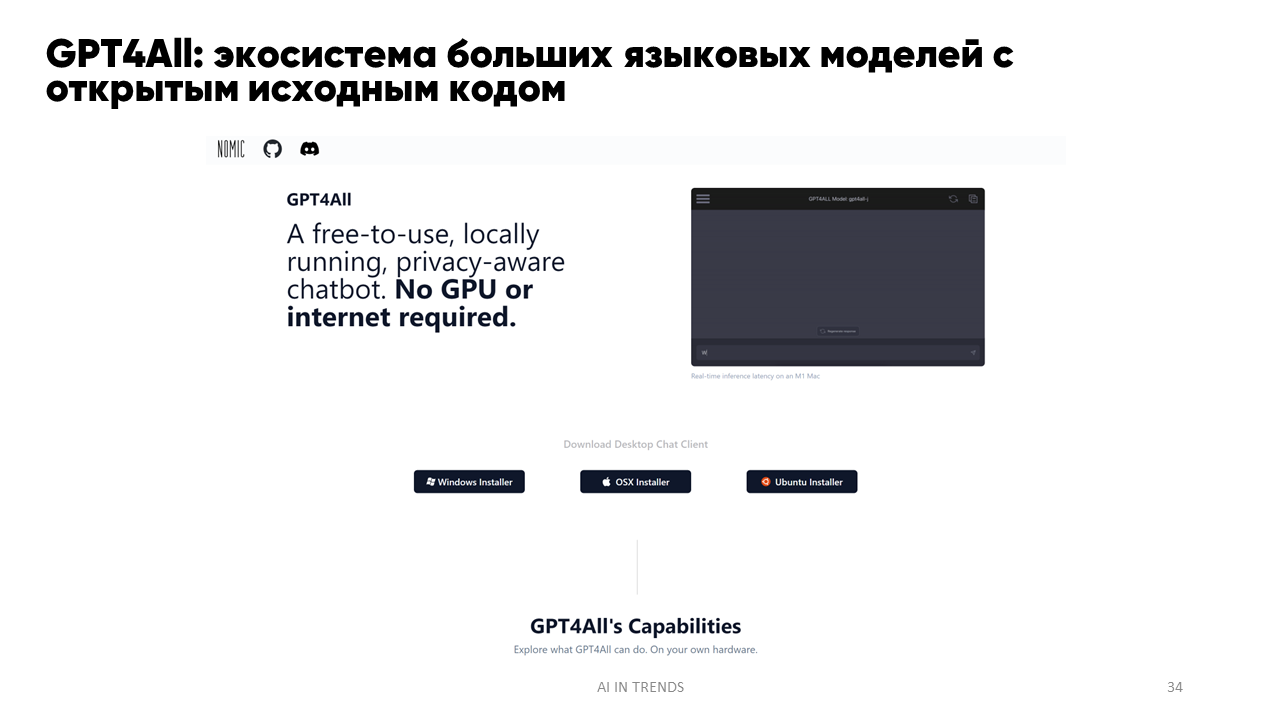 GPT4All: экосистема больших языковых моделей с
открытым исходным кодом
NOMIC
GPT4All
A free-to-use, locally
running, privacy-aware
chatbot. No GPU or
internet required.
GPT4ALL Model: gpt4all-j
Regenerate response
W
Real-time inference latency on an M1 Mac
Download Desktop Chat Client
Windows Installer
OSX Installer
Ubuntu Installer
GPT4All's Capabilities
Explore what GPT4All can do. On your own hardware.
AI IN TRENDS
34